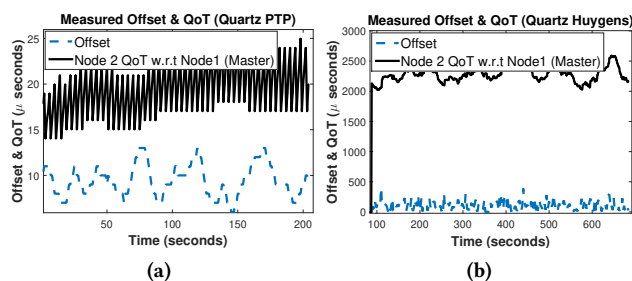 Measured Offset & QoT (Quartz PTP)
Offset
Node 2 QoT w.r.t Node1 (Master)
Offset & QoT (μ seconds)
25
20
15
10
50
100
150
200
Time (seconds)
(a)
Measured Offset & QoT (Quartz Huygens)
Offset
Node 2 QoT w.r.t Node1 (Master)
Offset & QoT (μ seconds)
3000
2500
2000
1500
1000
500
0
100
200
300
400
500
600
Time (seconds)
(b)